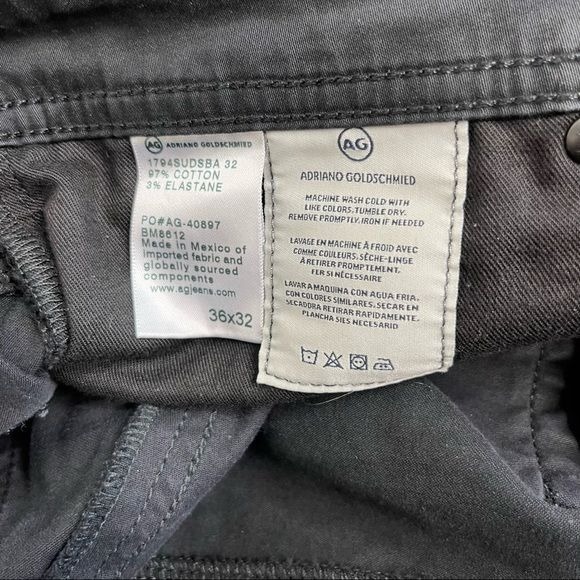 AG ADRIANO GOLDSCHMIED
1794SUDSBA 32
97% COTTON
3% ELASTANE
PO#AG-40897
BM8612
Made in Mexico of
imported fabric and
globally sourced
components
www.agjeans.com
36x32
AG
ADRIANO GOLDSCHMIED
MACHINE WASH COLD WITH
LIKE COLORS. TUMBLE DRY.
REMOVE PROMPTLY. IRON IF NEEDED
LAVAGE EN MACHINE À FROID AVEC
COMME COULEURS. SÈCHE-LINGE
À RETIRER PROMPTEMENT.
FER SI NÉCESSAIRE
LAVAR A MAQUINA CON AGUA FRIA.
CON COLORES SIMILARES. SECAR EN
SECADORA RETIRAR RAPIDAMENTE.
PLANCHA SIES NECESARIO